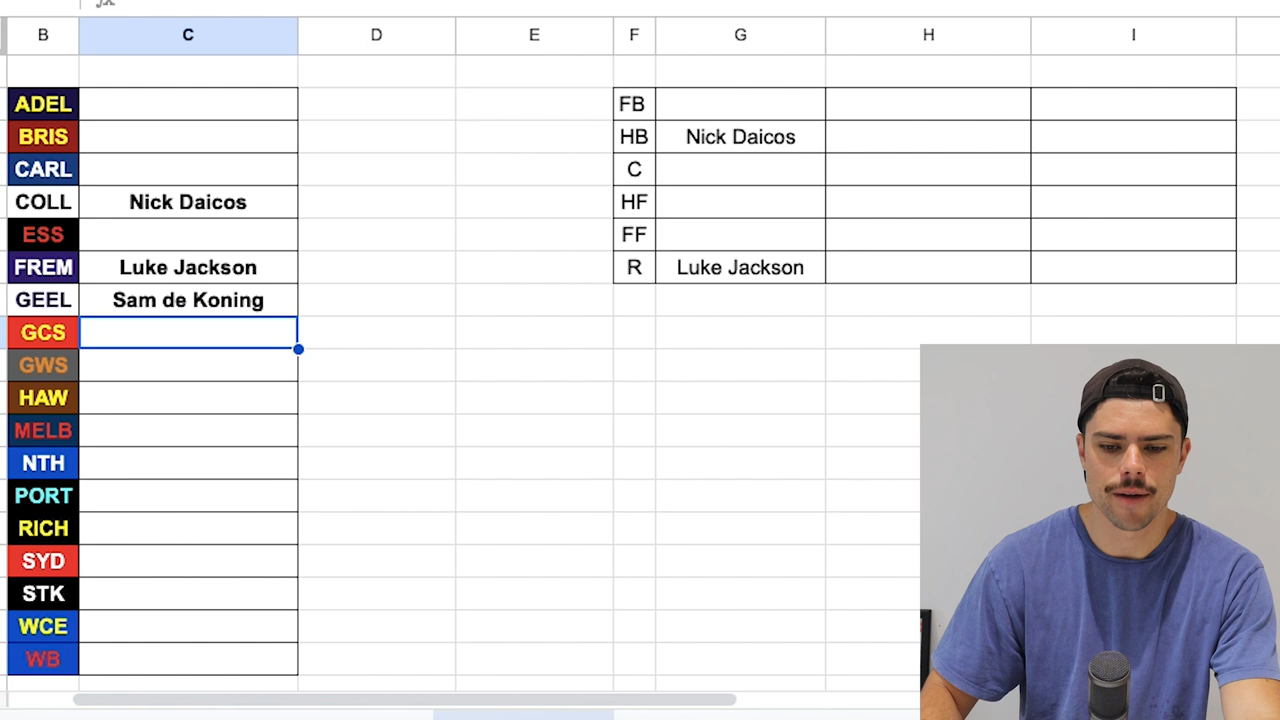 B C D E F G H I
ADEL FB
BRIS HB Nick Daicos
CARL C
COLL Nick Daicos HF
ESS FF
FREM Luke Jackson R Luke Jackson
GEEL Sam de Koning
GCS
GWS
HAW
MELB
NTH
PORT
RICH
SYD
STK
WCE
WB